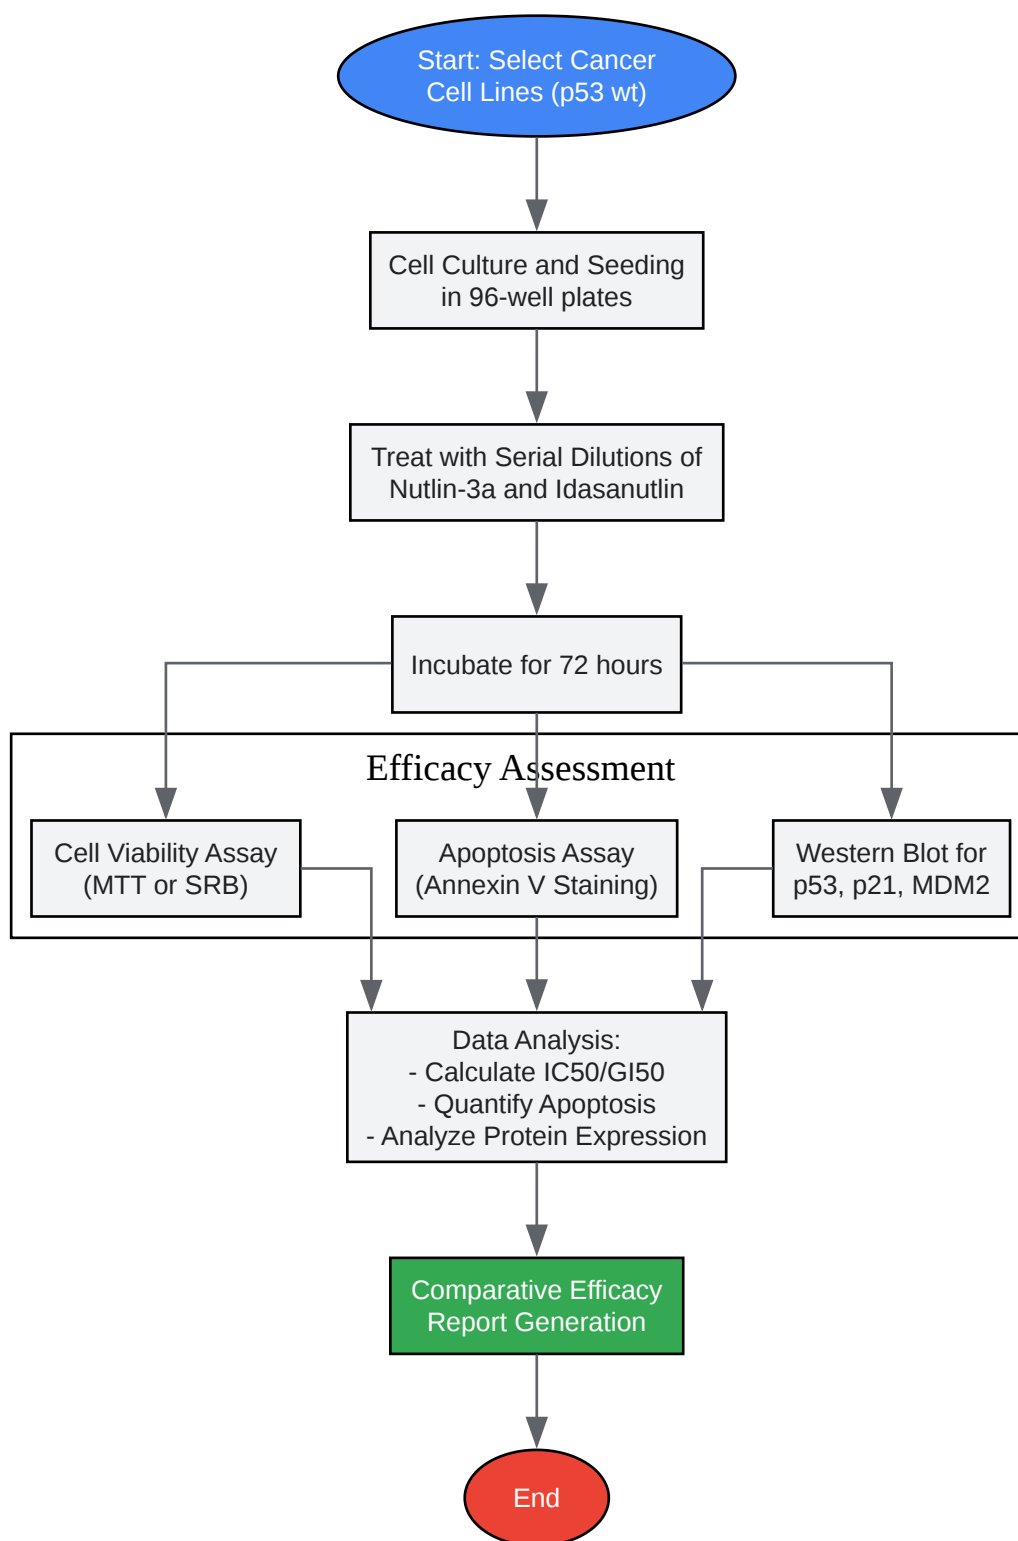 Start: Select Cancer
Cell Lines (p53 wt)
Cell Culture and Seeding
in 96-well plates
Treat with Serial Dilutions of
Nutlin-3a and Idasanutlin
Incubate for 72 hours
Efficacy Assessment
Cell Viability Assay
(MTT or SRB)
Apoptosis Assay
(Annexin V Staining)
Western Blot for
p53, p21, MDM2
Data Analysis:
- Calculate IC50/GI50
- Quantify Apoptosis
- Analyze Protein Expression
Comparative Efficacy
Report Generation
End